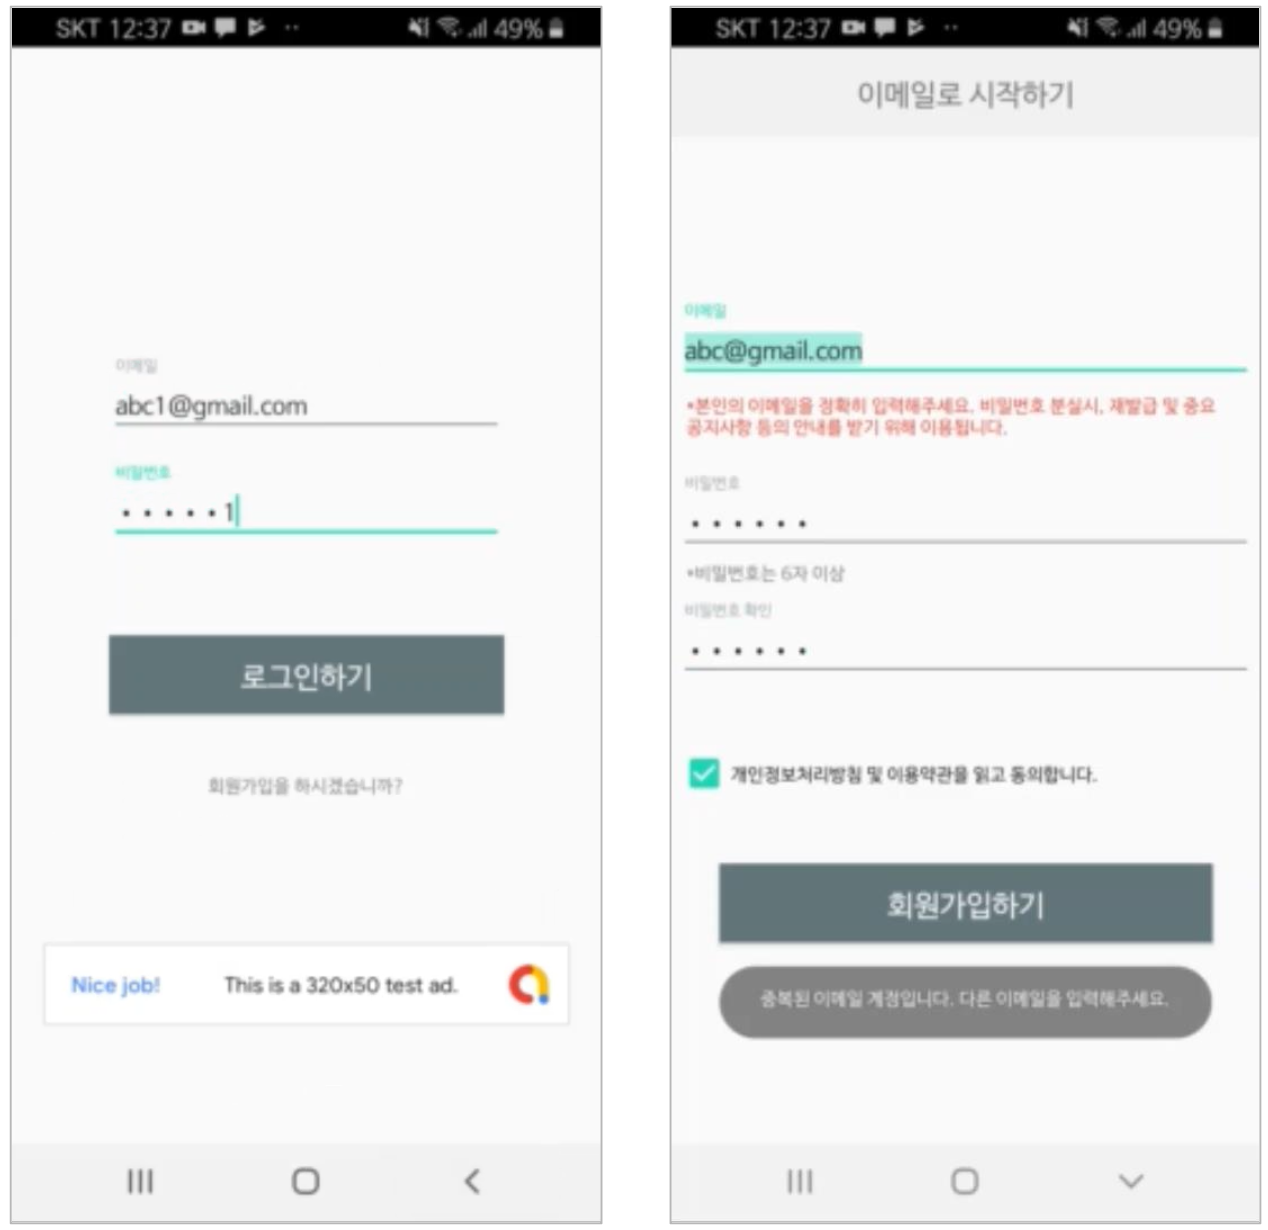 SKT 12:37 49%
이메일
abc1@gmail.com
비밀번호
•••••1
로그인하기
회원가입을 하시겠습니까?
Nice job! This is a 320x50 test ad.
SKT 12:37 49%
이메일로 시작하기
이메일
abc@gmail.com
*본인의 이메일을 정확히 입력해주세요. 비밀번호 분실시, 재발급 및 중요
공지사항 등의 안내를 받기 위해 이용됩니다.
비밀번호
••••••
*비밀번호는 6자 이상
비밀번호 확인
••••••
개인정보처리방침 및 이용약관을 읽고 동의합니다.
회원가입하기
중복된 이메일 계정입니다. 다른 이메일을 입력해주세요.